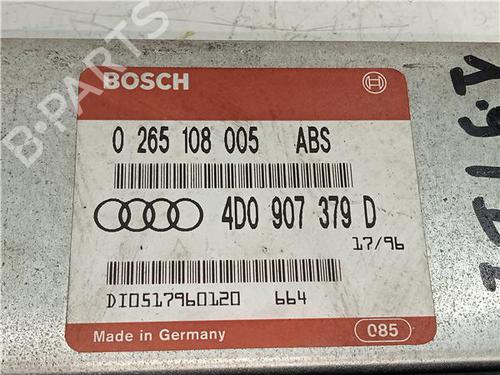 B-PARTS
BOSCH
0 265 108 005 ABS
4D0 907 379 D
17/96
DI0517960120 664
Made in Germany
085